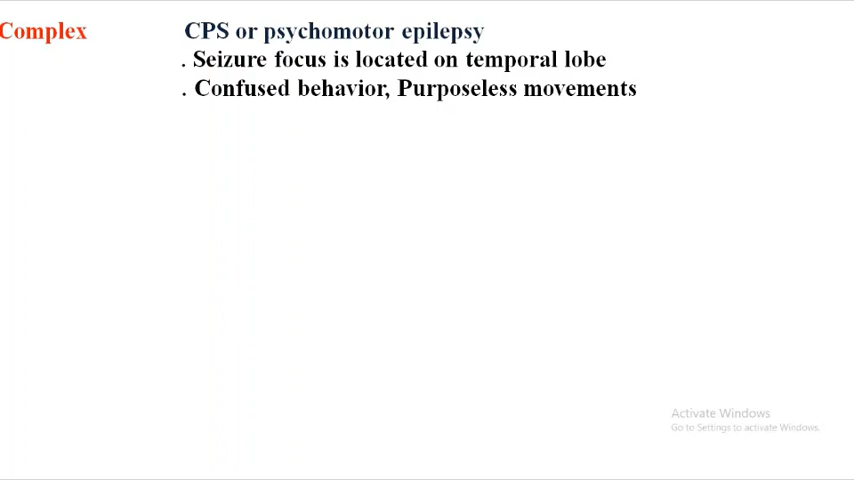 Complex CPS or psychomotor epilepsy
. Seizure focus is located on temporal lobe
. Confused behavior, Purposeless movements
Activate Windows
Go to Settings to activate Windows.